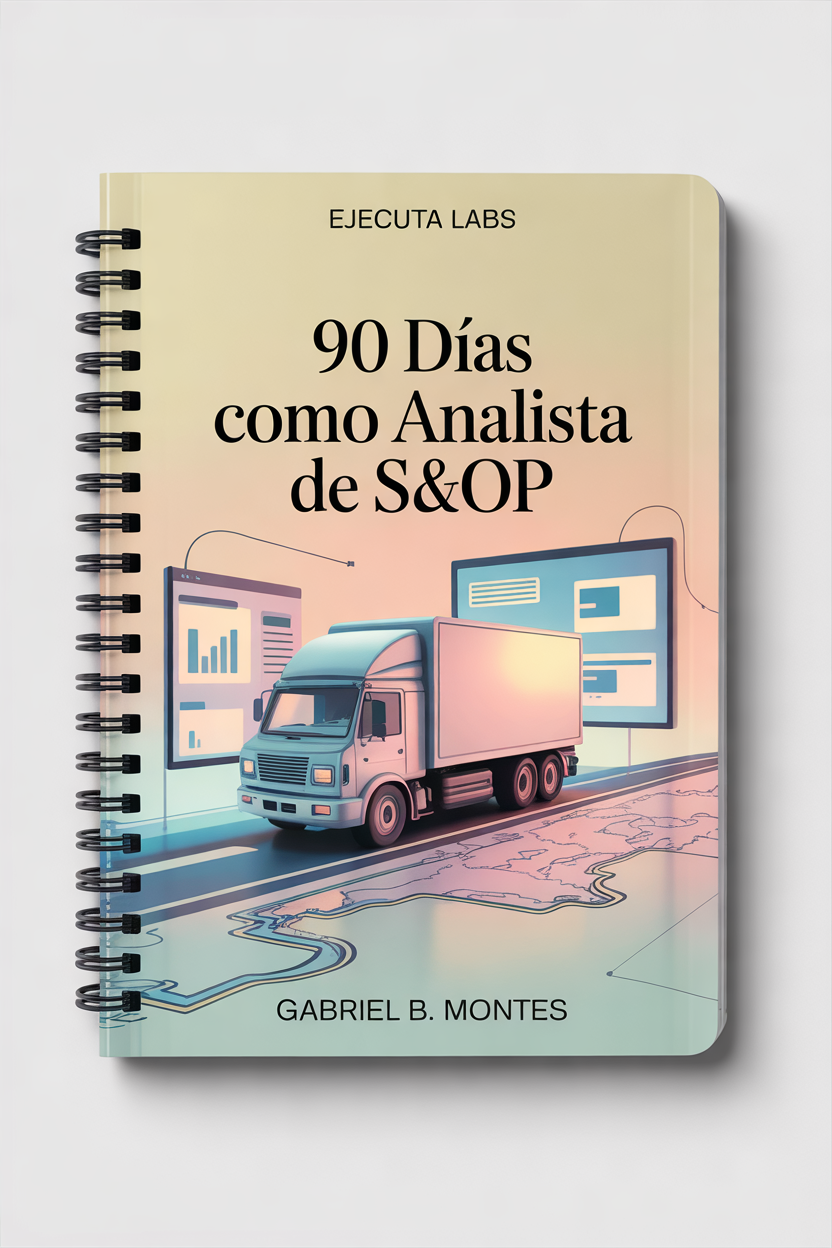 EJECUTA LABS
90 Días
como Analista
de S&OP
GABRIEL B. MONTES